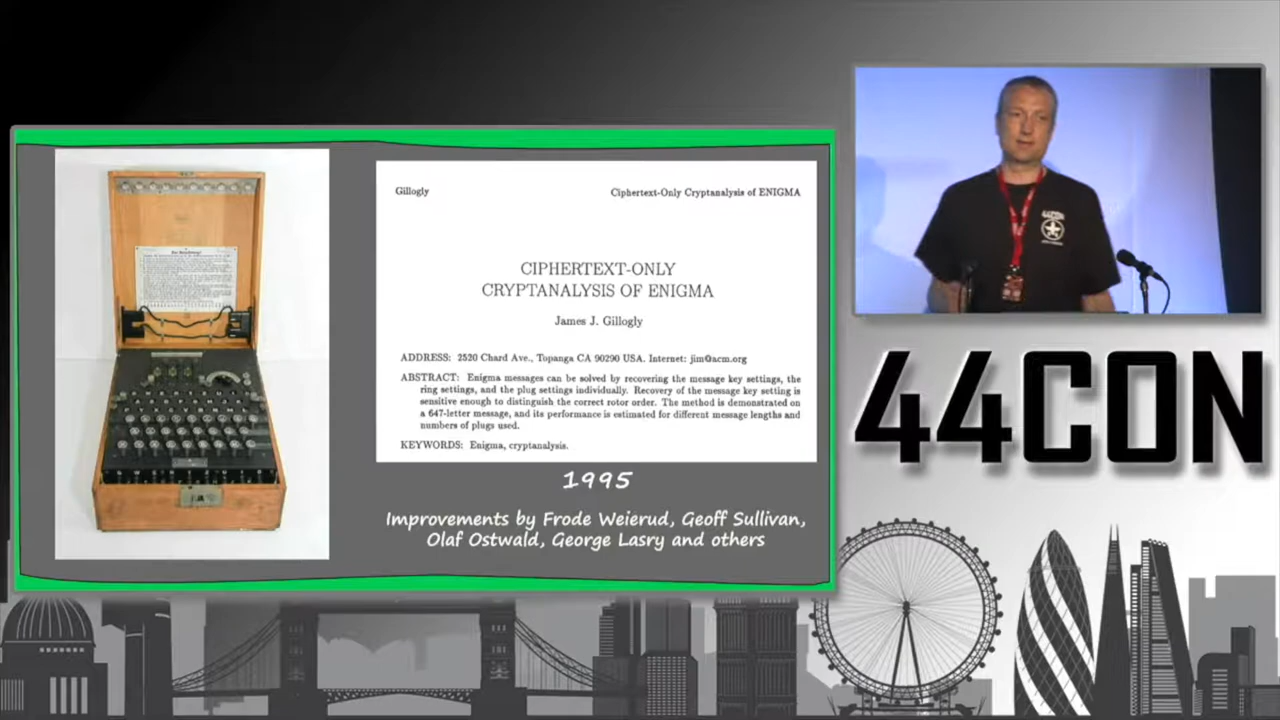 Gillogly
Ciphertext-Only Cryptanalysis of ENIGMA
CIPHERTEXT-ONLY
CRYPTANALYSIS OF ENIGMA
James J. Gillogly
ADDRESS: 2520 Chard Ave., Topanga CA 90290 USA. Internet: jim@acm.org
ABSTRACT: Enigma messages can be solved by recovering the message key settings, the
ring settings, and the plug settings individually. Recovery of the message key setting is
sensitive enough to distinguish the correct rotor order. The method is demonstrated on
a 647-letter message, and its performance is estimated for different message lengths and
numbers of plugs used.
KEYWORDS: Enigma, cryptanalysis.
1995
Improvements by Frode Weierud, Geoff Sullivan,
Olaf Ostwald, George Lasry and others
44CON
44CON